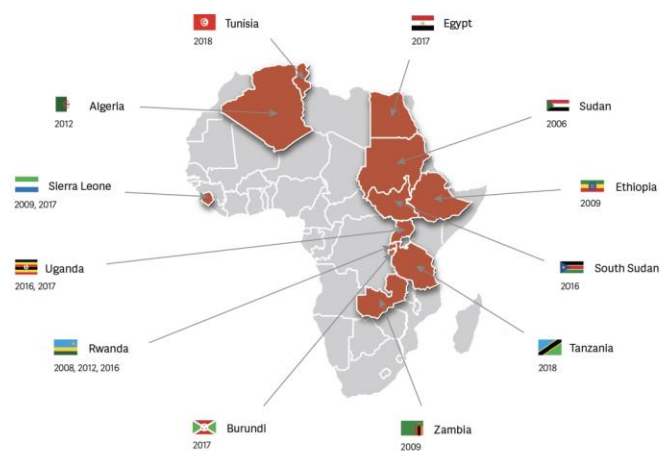 Tunisia
2018
Egypt
2017
Algeria
2012
Sudan
2006
Sierra Leone
2009, 2017
Ethiopia
2009
Uganda
2016, 2017
South Sudan
2016
Rwanda
2008, 2012, 2016
Tanzania
2018
Burundi
2017
Zambia
2009